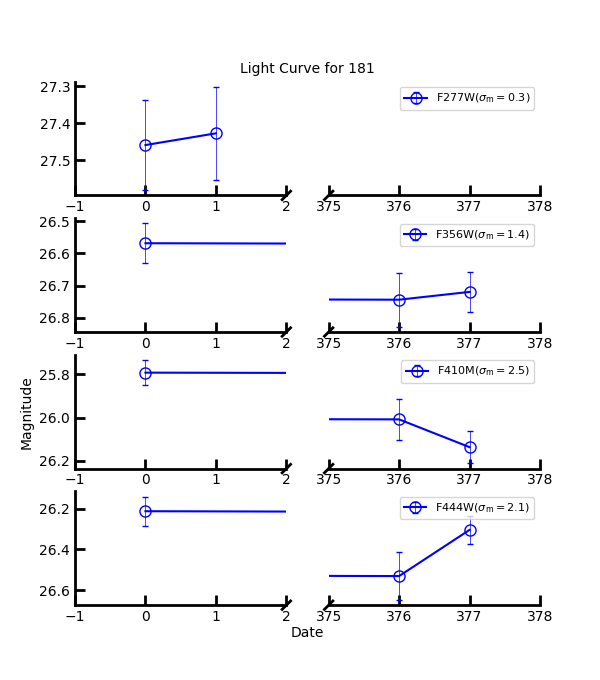 Light Curve for 181
27.3
27.4
27.5
F277W(σm = 0.3)
−1 0 1 2 375 376 377 378
26.5
26.6
26.7
26.8
F356W(σm = 1.4)
−1 0 1 2 375 376 377 378
25.8
26.0
26.2
F410M(σm = 2.5)
−1 0 1 2 375 376 377 378
26.2
26.4
26.6
F444W(σm = 2.1)
−1 0 1 2 375 376 377 378
Magnitude
Date